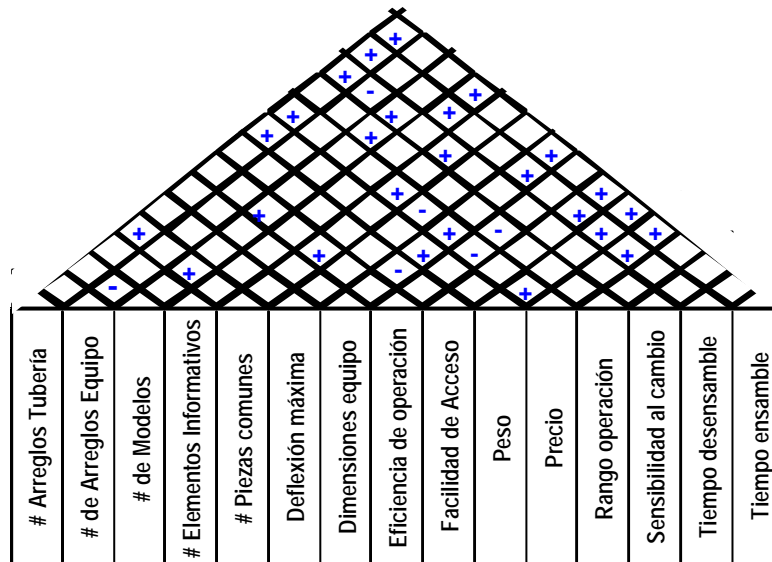 +
+
+
- +
+ + +
+ +
+ +
+
+ +
+ - + +
+ + - + +
+ + - +
+ -
- +
# Arreglos Tubería
# de Arreglos Equipo
# de Modelos
# Elementos Informativos
# Piezas comunes
Deflexión máxima
Dimensiones equipo
Eficiencia de operación
Facilidad de Acceso
Peso
Precio
Rango operación
Sensibilidad al cambio
Tiempo desensamble
Tiempo ensamble